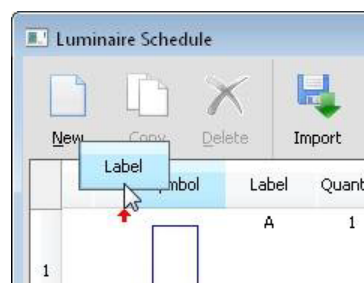 Luminaire Schedule
New Copy Delete Import
Label
mbol Label Quant
A 1
1